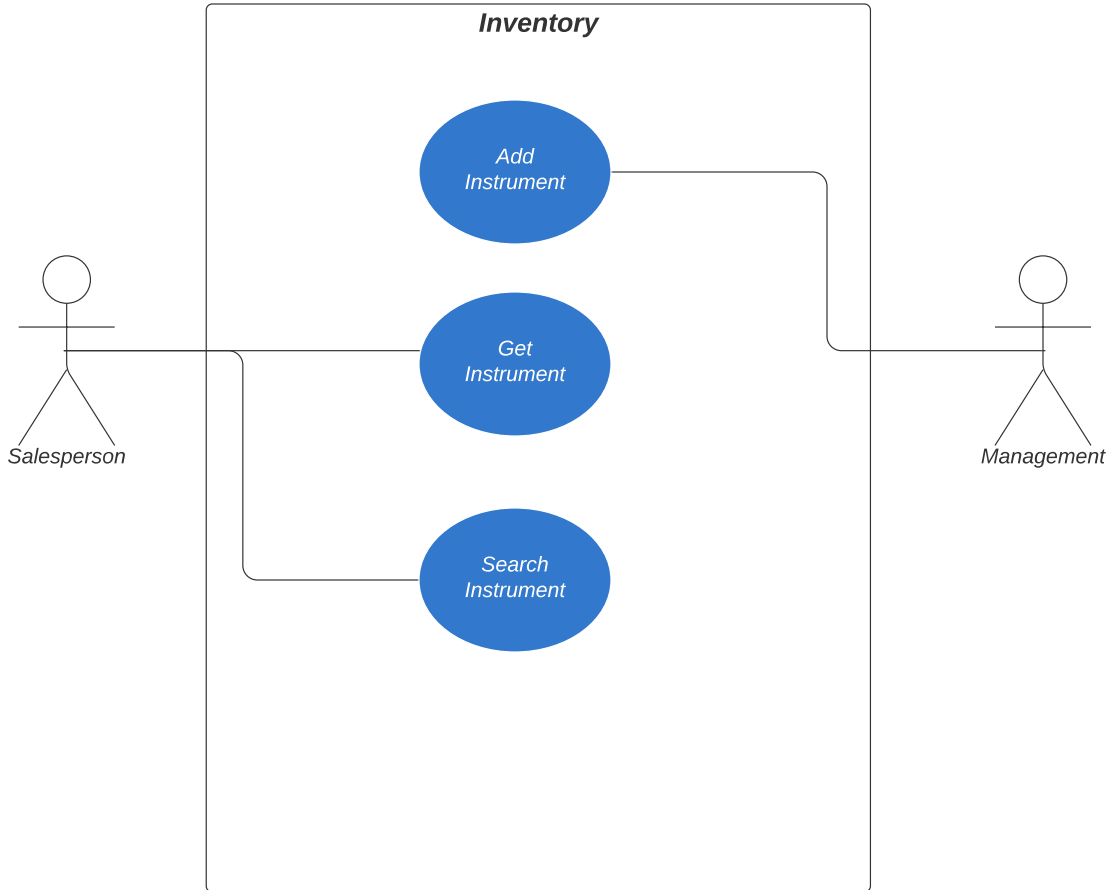 Inventory
Add
Instrument
Get
Instrument
Salesperson
Management
Search
Instrument